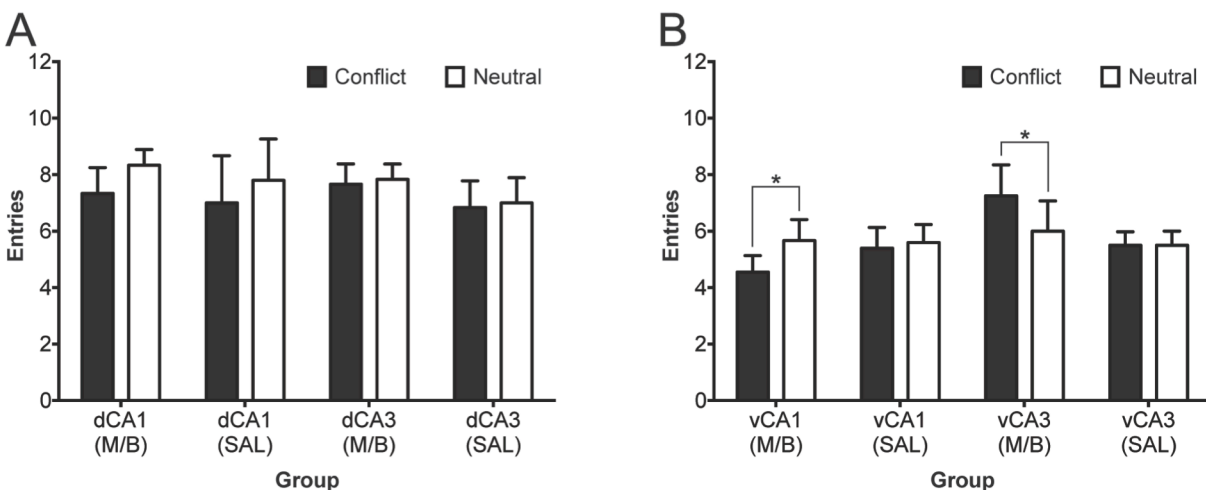 A
Entries
12
10
8
6
4
2
0
Conflict
Neutral
dCA1 (M/B)
dCA1 (SAL)
dCA3 (M/B)
dCA3 (SAL)
Group
B
Entries
12
10
8
6
4
2
0
Conflict
Neutral
*
*
vCA1 (M/B)
vCA1 (SAL)
vCA3 (M/B)
vCA3 (SAL)
Group